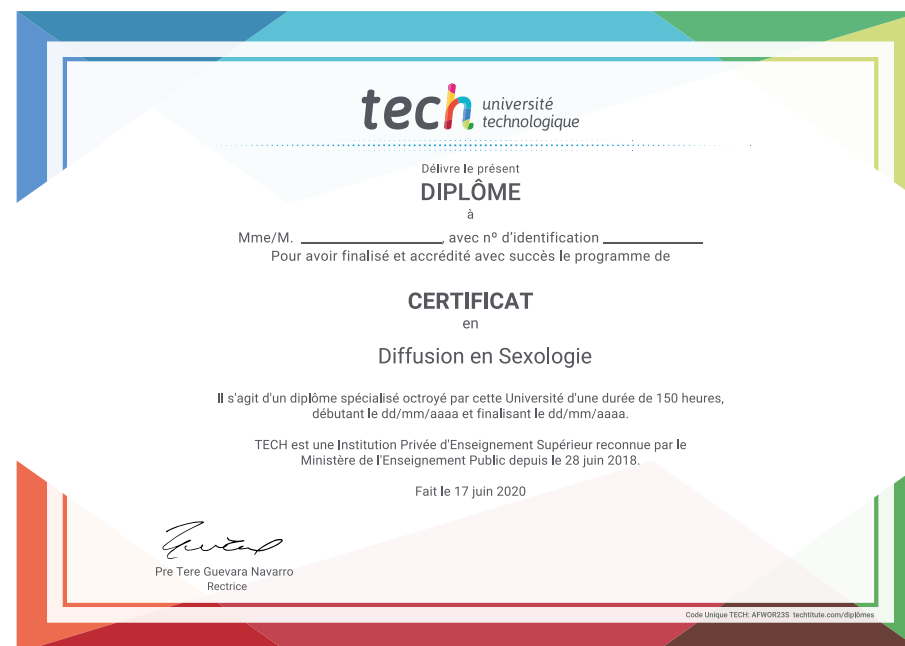 tech université
technologique
Délivre le présent
DIPLÔME
à
Mme/M. ____________________, avec nº d'identification ______________
Pour avoir finalisé et accrédité avec succès le programme de
CERTIFICAT
en
Diffusion en Sexologie
Il s'agit d'un diplôme spécialisé octroyé par cette Université d'une durée de 150 heures,
débutant le dd/mm/aaaa et finalisant le dd/mm/aaaa.
TECH est une Institution Privée d'Enseignement Supérieur reconnue par le
Ministère de l'Enseignement Public depuis le 28 juin 2018.
Fait le 17 juin 2020
Pre Tere Guevara Navarro
Rectrice
Code Unique TECH: AFWOR23S techtitute.com/diplômes